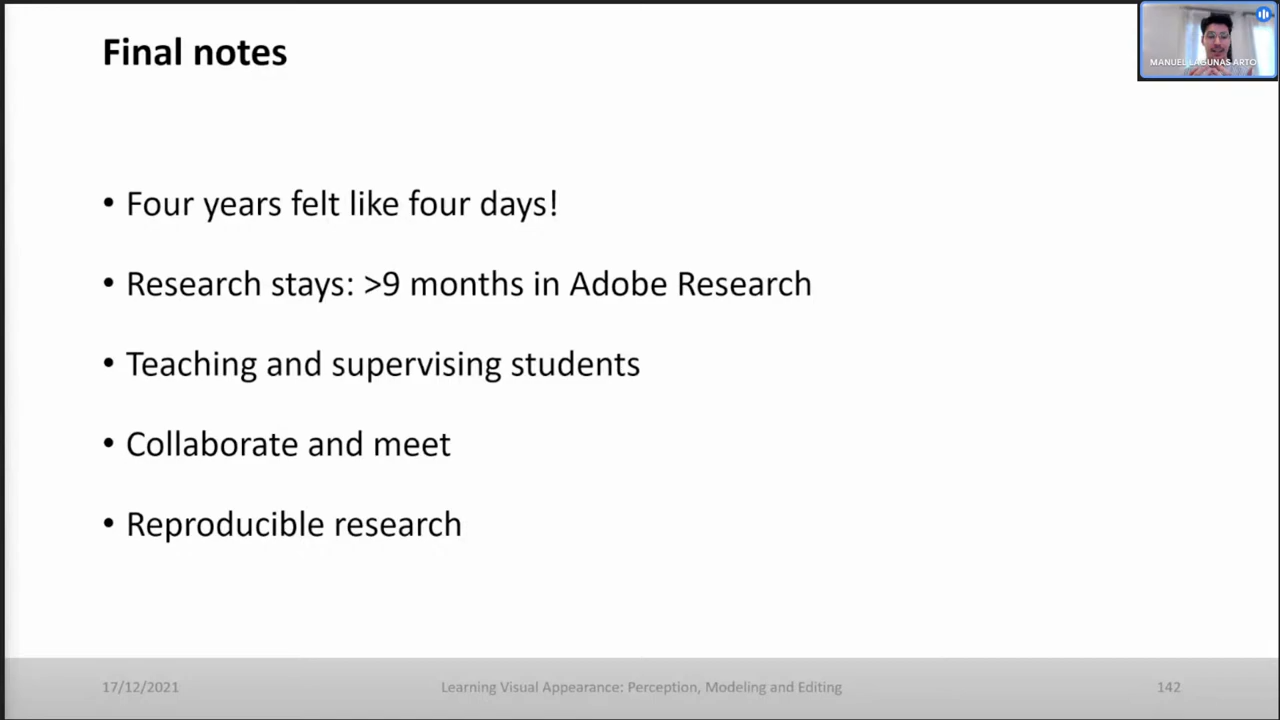 Final notes
MANUEL LAGUNAS ARTO
• Four years felt like four days!
• Research stays: >9 months in Adobe Research
• Teaching and supervising students
• Collaborate and meet
• Reproducible research
17/12/2021
Learning Visual Appearance: Perception, Modeling and Editing
142